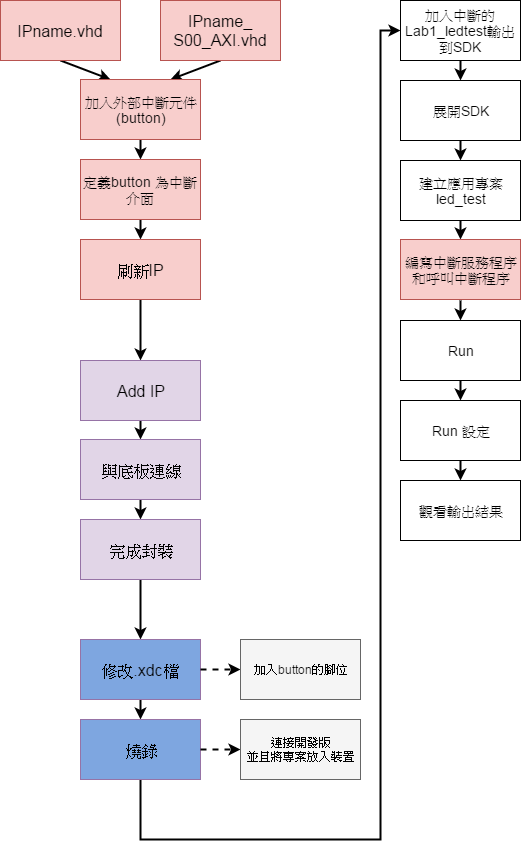 IPname.vhd
IPname_
S00_AXI.vhd
加入外部中斷元件
(button)
定義button 為中斷
介面
刷新IP
Add IP
與底板連線
完成封裝
修改.xdc檔
加入button的腳位
燒錄
連接開發版
並且將專案放入裝置
加入中斷的
Lab1_ledtest輸出
到SDK
展開SDK
建立應用專案
led_test
編寫中斷服務程序
和呼叫中斷程序
Run
Run 設定
觀看輸出結果